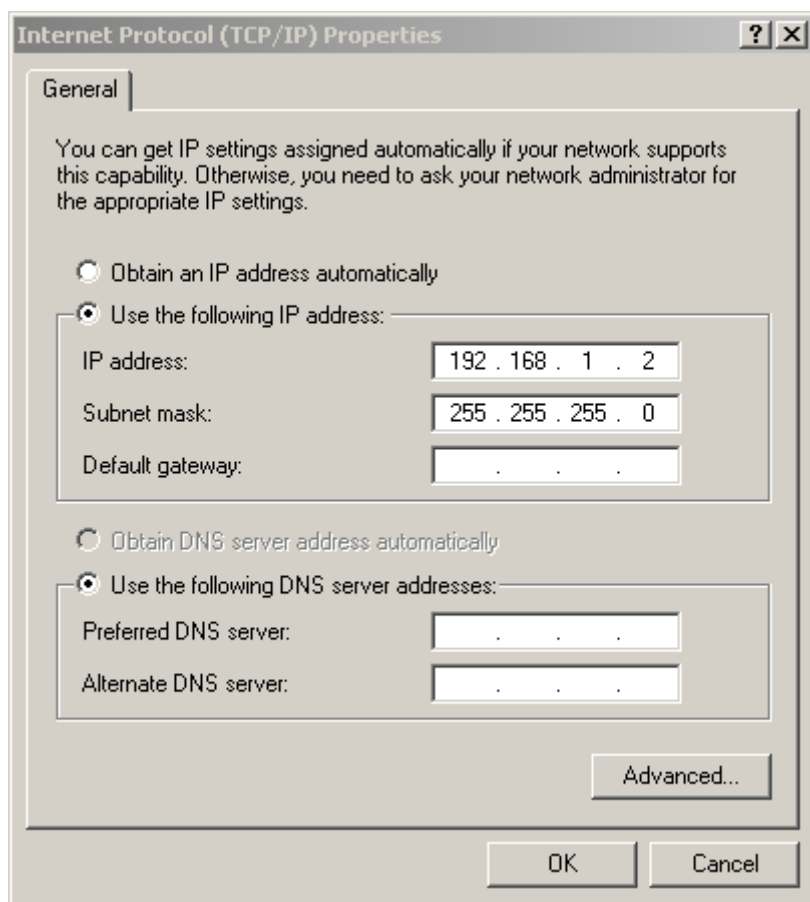 Internet Protocol (TCP/IP) Properties
?
General
You can get IP settings assigned automatically if your network supports
this capability. Otherwise, you need to ask your network administrator for
the appropriate IP settings.
Obtain an IP address automatically
Use the following IP address:
IP address: 192 . 168 . 1 . 2
Subnet mask: 255 . 255 . 255 . 0
Default gateway: . . .
Obtain DNS server address automatically
Use the following DNS server addresses:
Preferred DNS server: . . .
Alternate DNS server: . . .
Advanced...
OK Cancel